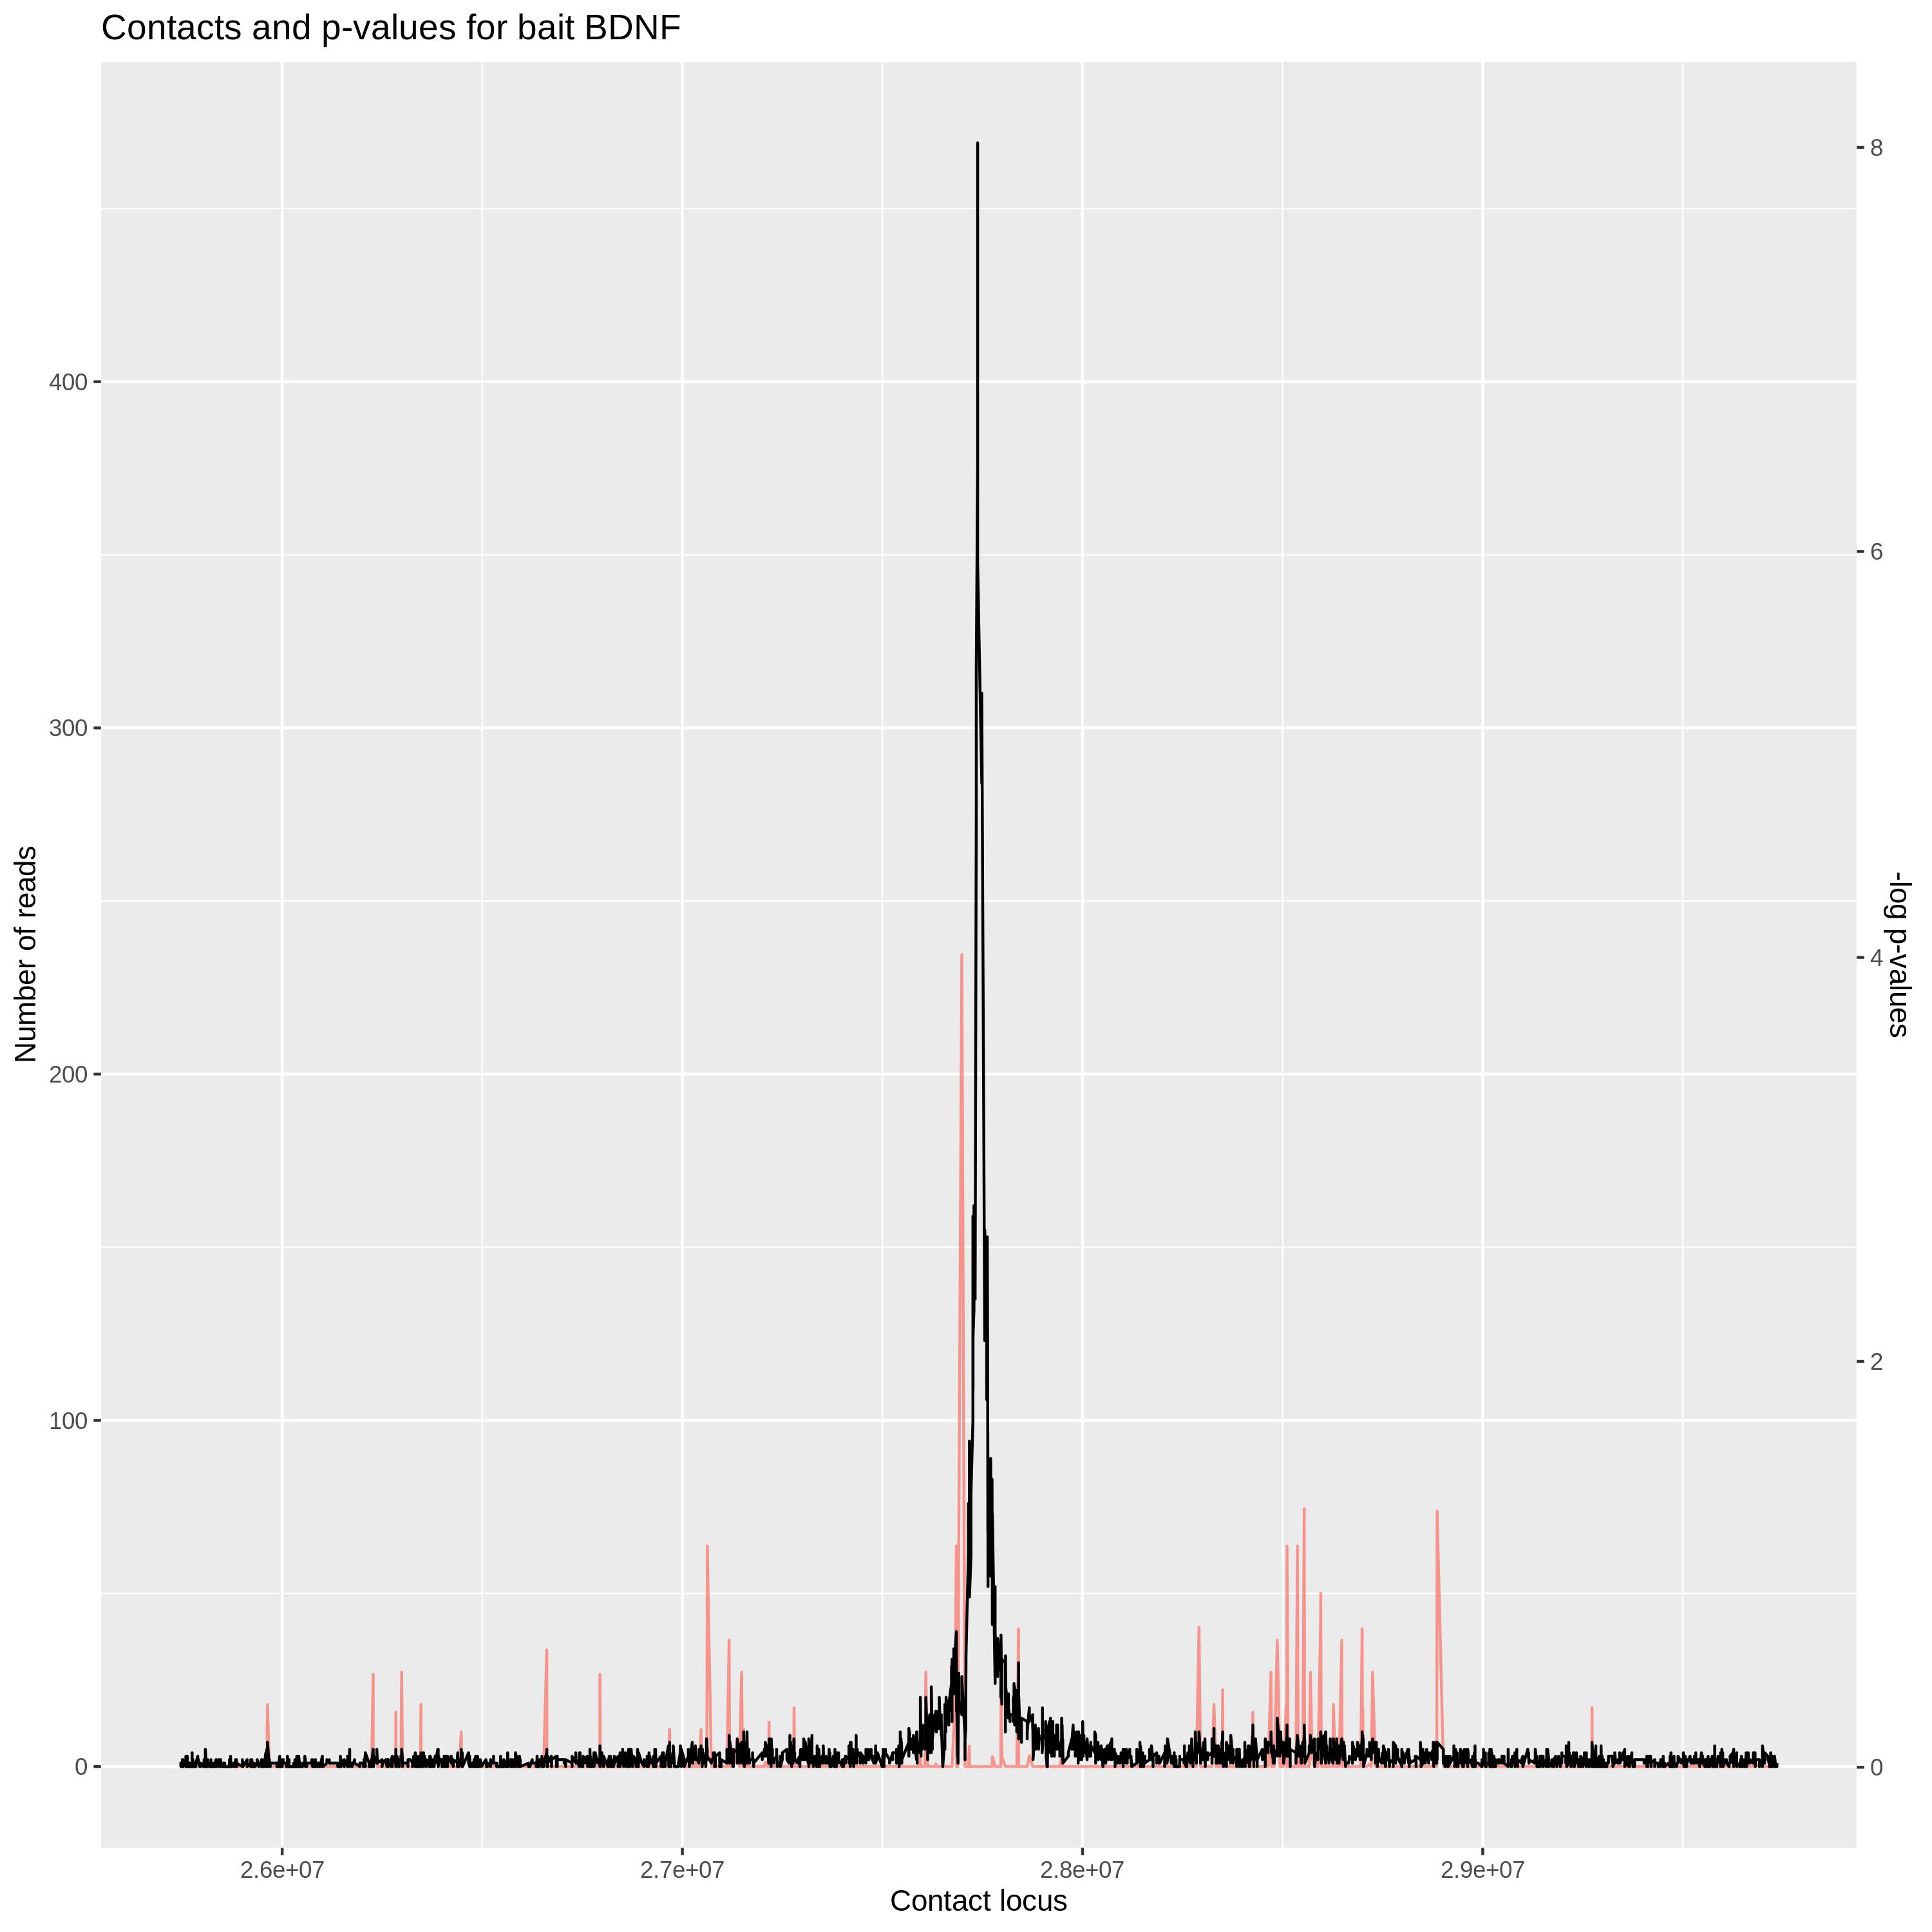 Contacts and p-values for bait BDNF
Number of reads
400
300
200
100
0
8
6
4
2
0
-log p-values
2.6e+07 2.7e+07 2.8e+07 2.9e+07
Contact locus